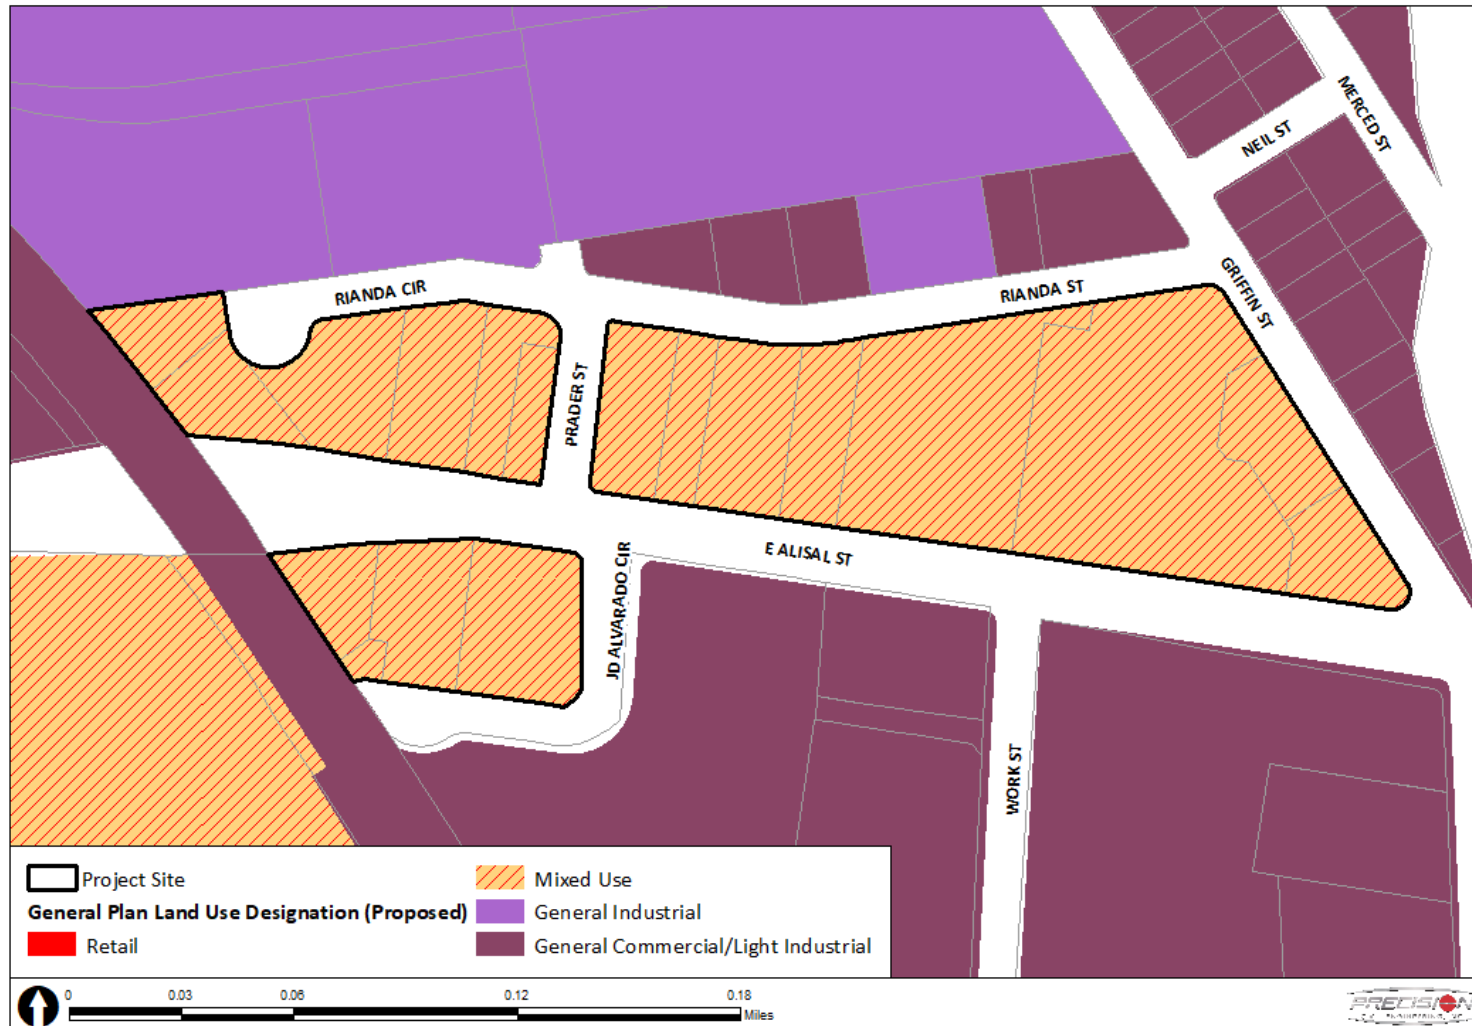 MERCED ST
NEIL ST
GRIFFIN ST
RIANDA CIR
RIANDA ST
PRADER ST
E ALISAL ST
JD ALVARADO CIR
WORK ST
Project Site
Mixed Use
General Plan Land Use Designation (Proposed)
General Industrial
Retail
General Commercial/Light Industrial
0 0.03 0.06 0.12 0.18
Miles
PRECISION